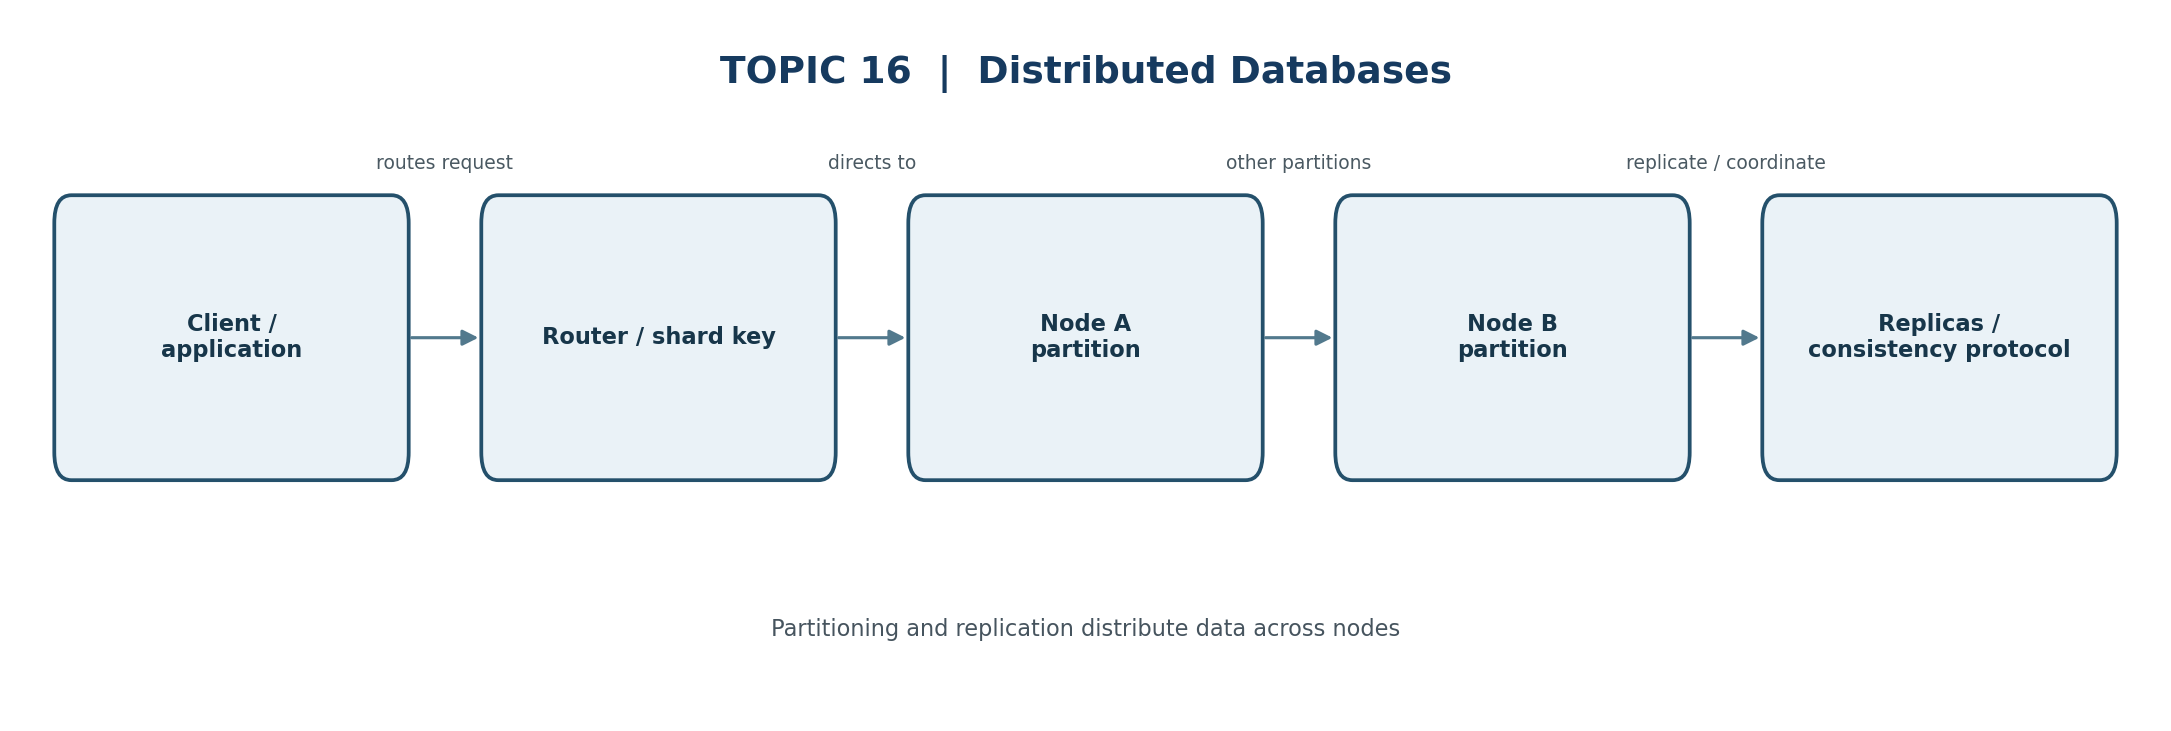 TOPIC 16 | Distributed Databases
routes request
directs to
other partitions
replicate / coordinate
Client /
application
Router / shard key
Node A
partition
Node B
partition
Replicas /
consistency protocol
Partitioning and replication distribute data across nodes